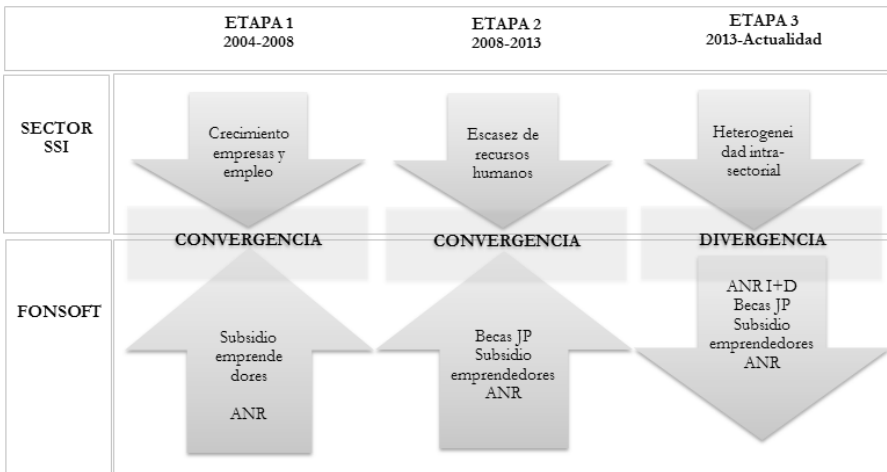 ETAPA 1
2004-2008
ETAPA 2
2008-2013
ETAPA 3
2013-Actualidad
SECTOR
SSI
Crecimiento
empresas y
empleo
Escasez de
recursos
humanos
Heterogenei
dad intra-
sectorial
CONVERGENCIA
CONVERGENCIA
DIVERGENCIA
FONSOFT
Subsidio
emprende
dores
ANR
Becas JP
Subsidio
emprendedores
ANR
ANR I+D
Becas JP
Subsidio
emprendedores
ANR